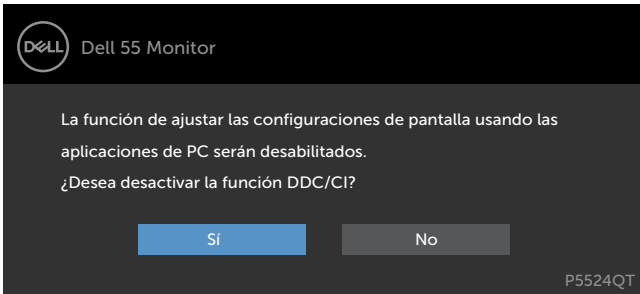 DELL Dell 55 Monitor
La función de ajustar las configuraciones de pantalla usando las
aplicaciones de PC serán desabilitados.
¿Desea desactivar la función DDC/CI?
Sí No
P5524QT